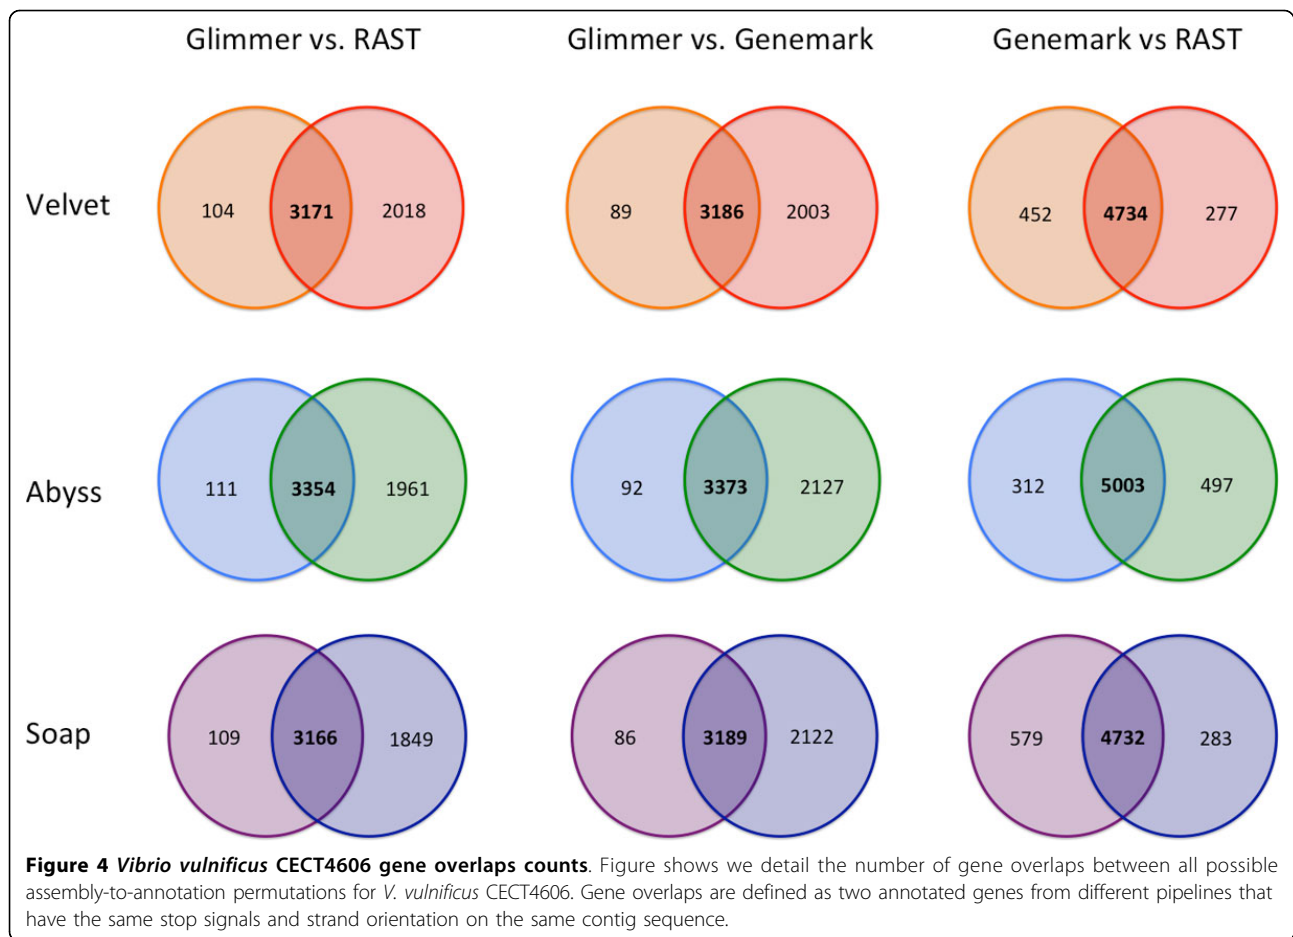 Glimmer vs. RAST Glimmer vs. Genemark Genemark vs RAST
Velvet 104 3171 2018 89 3186 2003 452 4734 277
Abyss 111 3354 1961 92 3373 2127 312 5003 497
Soap 109 3166 1849 86 3189 2122 579 4732 283
Figure 4 Vibrio vulnificus CECT4606 gene overlaps counts. Figure shows we detail the number of gene overlaps between all possible
assembly-to-annotation permutations for V. vulnificus CECT4606. Gene overlaps are defined as two annotated genes from different pipelines that
have the same stop signals and strand orientation on the same contig sequence.